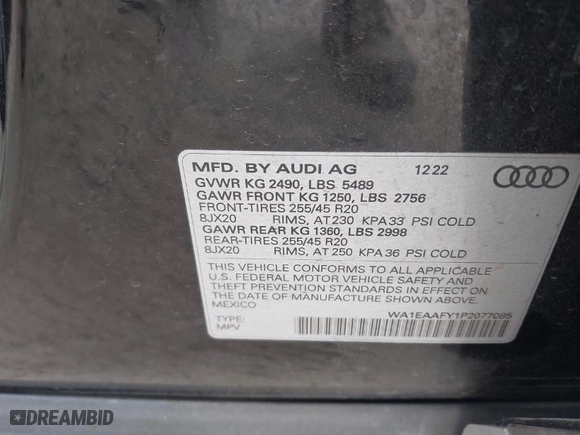 MFD. BY AUDI AG 12 22
GVWR KG 2490, LBS 5489
GAWR FRONT KG 1250, LBS 2756
FRONT-TIRES 255/45 R20
8JX20 RIMS, AT 230 KPA 33 PSI COLD
GAWR REAR KG 1360, LBS 2998
REAR-TIRES 255/45 R20
8JX20 RIMS, AT 250 KPA 36 PSI COLD
THIS VEHICLE CONFORMS TO ALL APPLICABLE
U.S. FEDERAL MOTOR VEHICLE SAFETY AND
THEFT PREVENTION STANDARDS IN EFFECT ON
THE DATE OF MANUFACTURE SHOWN ABOVE.
MEXICO
WA1EAAFY1P2077085
TYPE:
MPV
DREAMBID